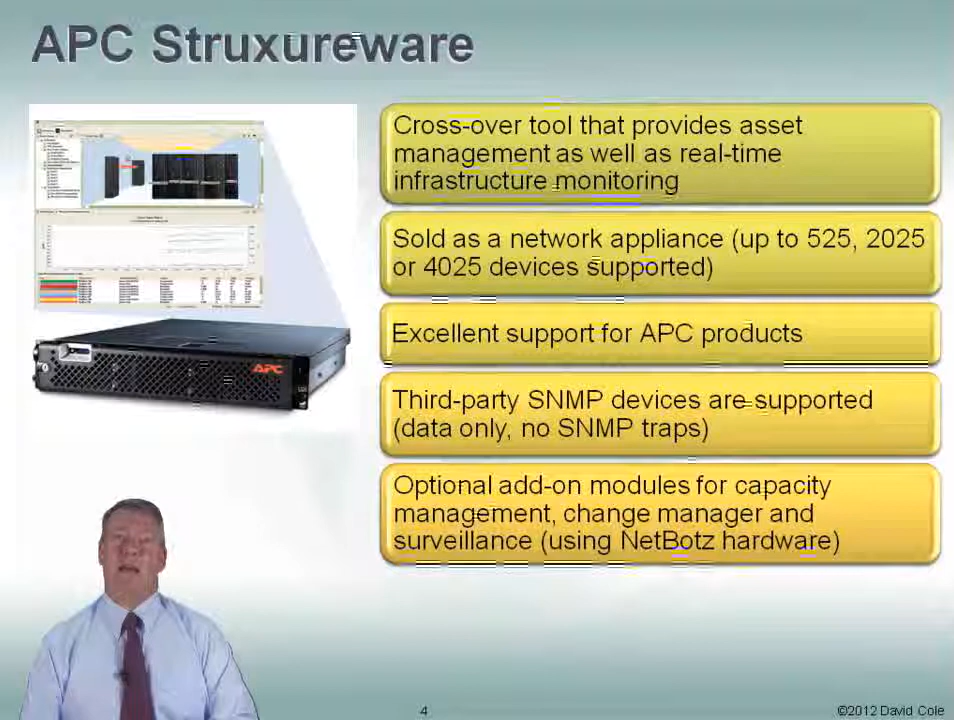 APC Struxureware
Cross-over tool that provides asset
management as well as real-time
infrastructure monitoring
Sold as a network appliance (up to 525, 2025
or 4025 devices supported)
Excellent support for APC products
APC
Third-party SNMP devices are supported
(data only, no SNMP traps)
Optional add-on modules for capacity
management, change manager and
surveillance (using NetBotz hardware)
4
©2012 David Cole